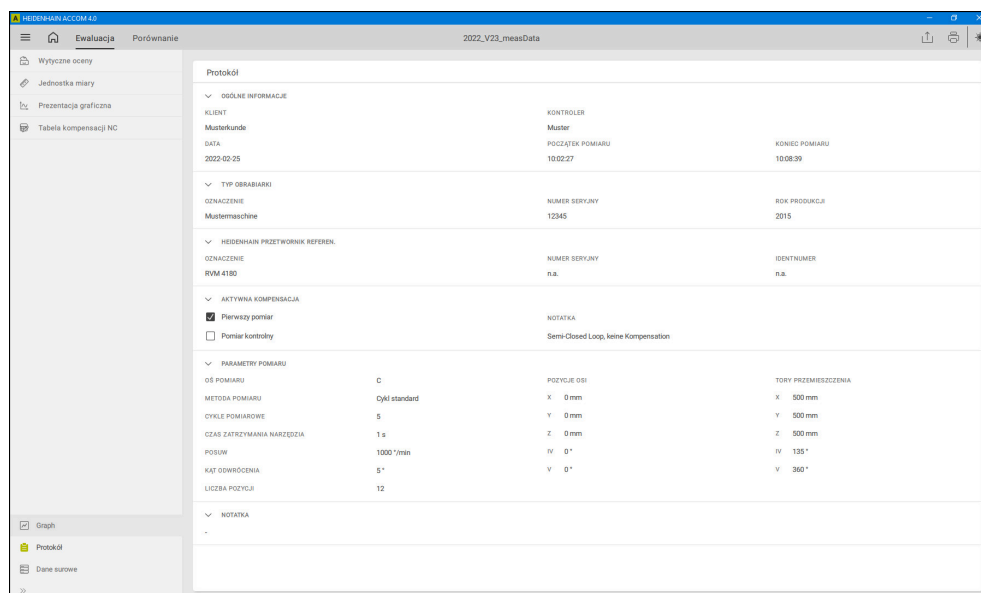 HEIDENHAIN ACCOM 4.0
Ewaluacja Porównanie 2022_V23_measData
Wytyczne oceny
Jednostka miary
Prezentacja graficzna
Tabela kompensacji NC
Graph
Protokół
Dane surowe
Protokół
OGÓLNE INFORMACJE
KLIENT KONTROLER
Musterkunde Muster
DATA POCZĄTEK POMIARU KONIEC POMIARU
2022-02-25 10:02:27 10:08:39
TYP OBRABIARKI
OZNACZENIE NUMER SERYJNY ROK PRODUKCJI
Mustermaschine 12345 2015
HEIDENHAIN PRZETWORNIK REFEREN.
OZNACZENIE NUMER SERYJNY IDENTNUMER
RVM 4180 n.a. n.a.
AKTYWNA KOMPENSACJA
Pierwszy pomiar NOTATKA
Pomiar kontrolny Semi-Closed Loop, keine Kompensation
PARAMETRY POMIARU
OŚ POMIARU C POZYCJE OSI TORY PRZEMIESZCZENIA
METODA POMIARU Cykl standard X 0 mm X 500 mm
CYKLE POMIAROWE 5 Y 0 mm Y 500 mm
CZAS ZATRZYMANIA NARZĘDZIA 1 s Z 0 mm Z 500 mm
POSUW 1000 °/min IV 0 ° IV 135 °
KĄT ODWRÓCENIA 5 ° V 0 ° V 360 °
LICZBA POZYCJI 12
NOTATKA
-